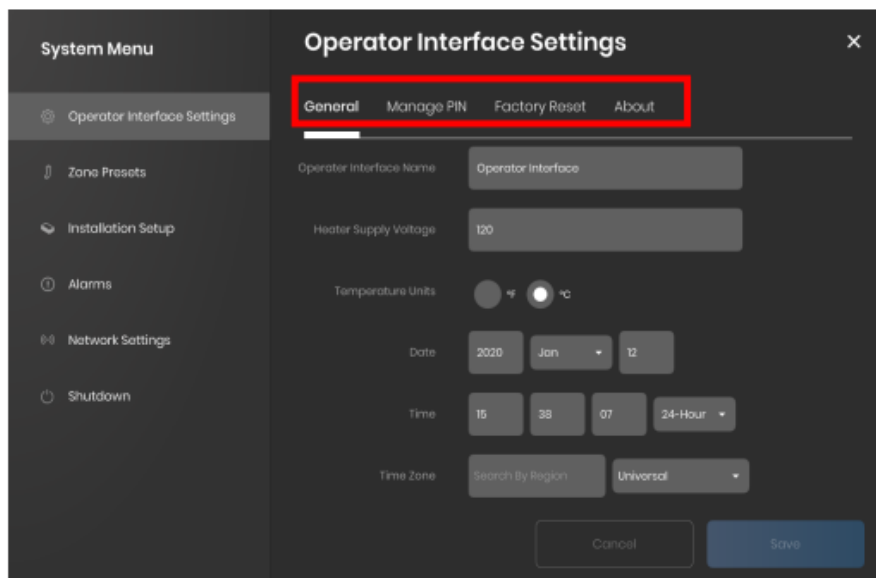 System Menu
Operator Interface Settings
Zone Presets
Installation Setup
Alarms
Network Settings
Shutdown
Operator Interface Settings
General Manage PIN Factory Reset About
Operater Interface Name Operator Interface
Heater Supply Voltage 120
Temperature Units °F °C
Date 2020 Jan 12
Time 15 38 07 24-Hour
Time Zone Search By Region Universal
Cancel Save